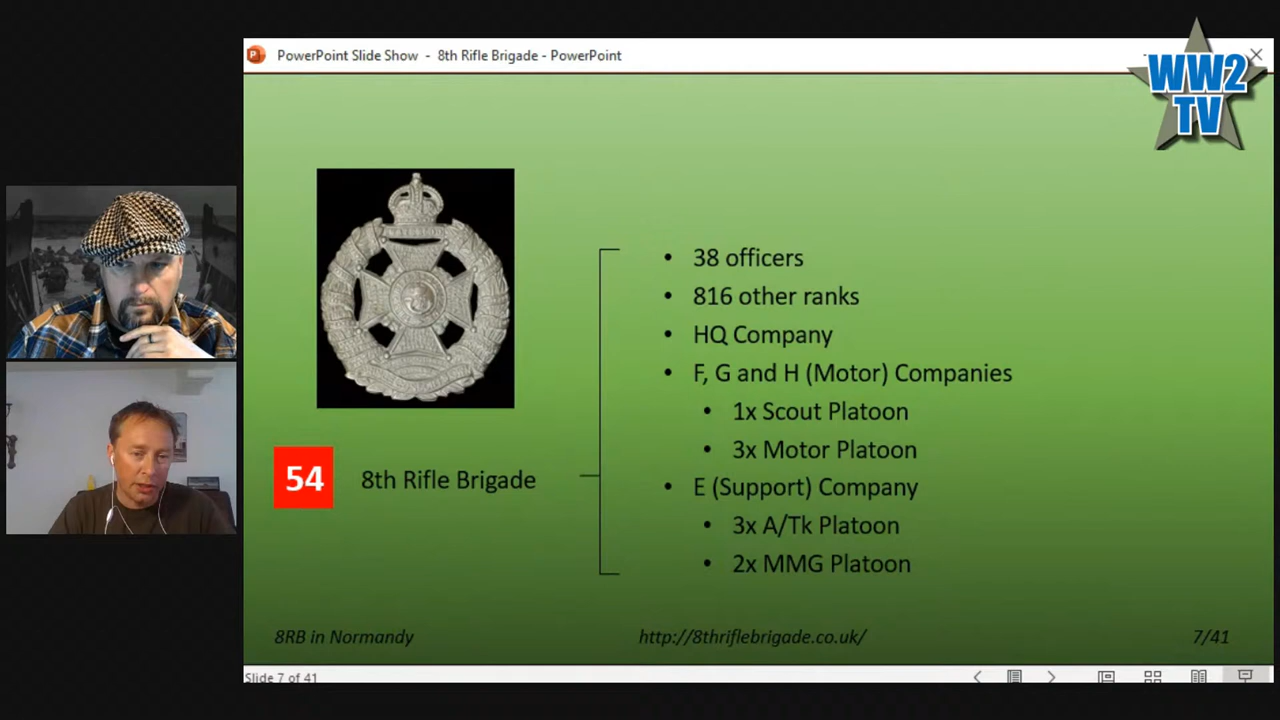 PowerPoint Slide Show - 8th Rifle Brigade - PowerPoint
WW2
TV
• 38 officers
• 816 other ranks
• HQ Company
• F, G and H (Motor) Companies
• 1x Scout Platoon
• 3x Motor Platoon
54 8th Rifle Brigade
• E (Support) Company
• 3x A/Tk Platoon
• 2x MMG Platoon
8RB in Normandy
http://8thriflebrigade.co.uk/
7/41
Slide 7 of 41